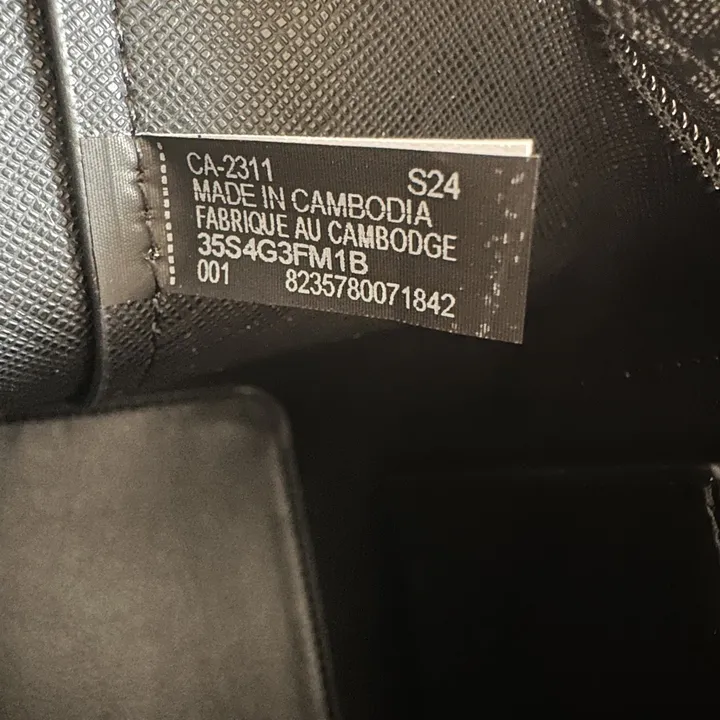 CA-2311 S24
MADE IN CAMBODIA
FABRIQUE AU CAMBODGE
35S4G3FM1B
001 8235780071842